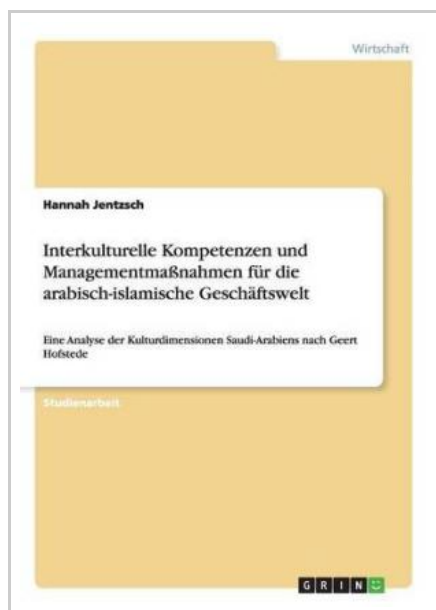 Wirtschaft
Hannah Jentzsch
Interkulturelle Kompetenzen und
Managementmaßnahmen für die
arabisch-islamische Geschäftswelt
Eine Analyse der Kulturdimensionen Saudi-Arabiens nach Geert
Hofstede
Studienarbeit
GRIN